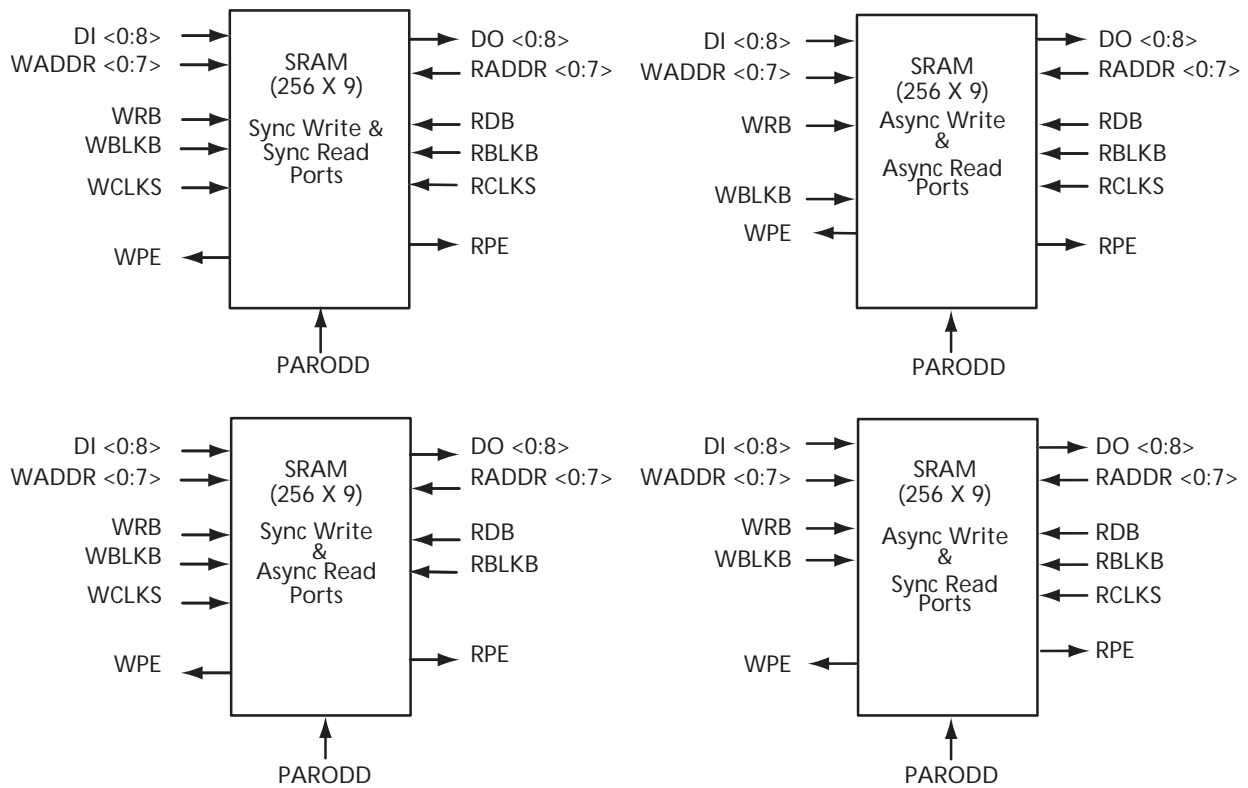 DI <0:8>
WADDR <0:7>
WRB
WBLKB
WCLKS
WPE
SRAM
(256 X 9)
Sync Write &
Sync Read
Ports
DO <0:8>
RADDR <0:7>
RDB
RBLKB
RCLKS
RPE
PARODD
DI <0:8>
WADDR <0:7>
WRB
WBLKB
WPE
SRAM
(256 X 9)
Async Write
&
Async Read
Ports
DO <0:8>
RADDR <0:7>
RDB
RBLKB
RCLKS
RPE
PARODD
DI <0:8>
WADDR <0:7>
WRB
WBLKB
WCLKS
WPE
SRAM
(256 X 9)
Sync Write
&
Async Read
Ports
DO <0:8>
RADDR <0:7>
RDB
RBLKB
RPE
PARODD
DI <0:8>
WADDR <0:7>
WRB
WBLKB
WPE
SRAM
(256 X 9)
Async Write
&
Sync Read
Ports
DO <0:8>
RADDR <0:7>
RDB
RBLKB
RCLKS
RPE
PARODD